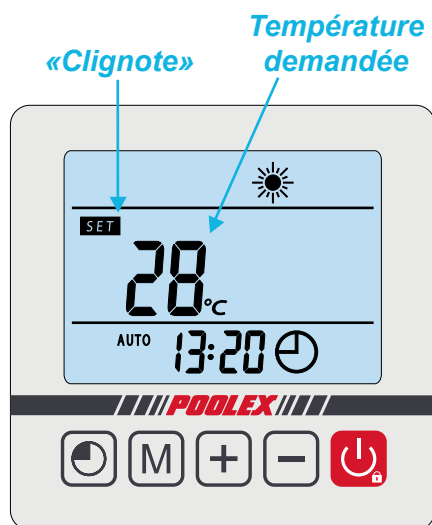 Température
«Clignote» demandée
SET
28°C
AUTO 13:20
POOLEX
M + -